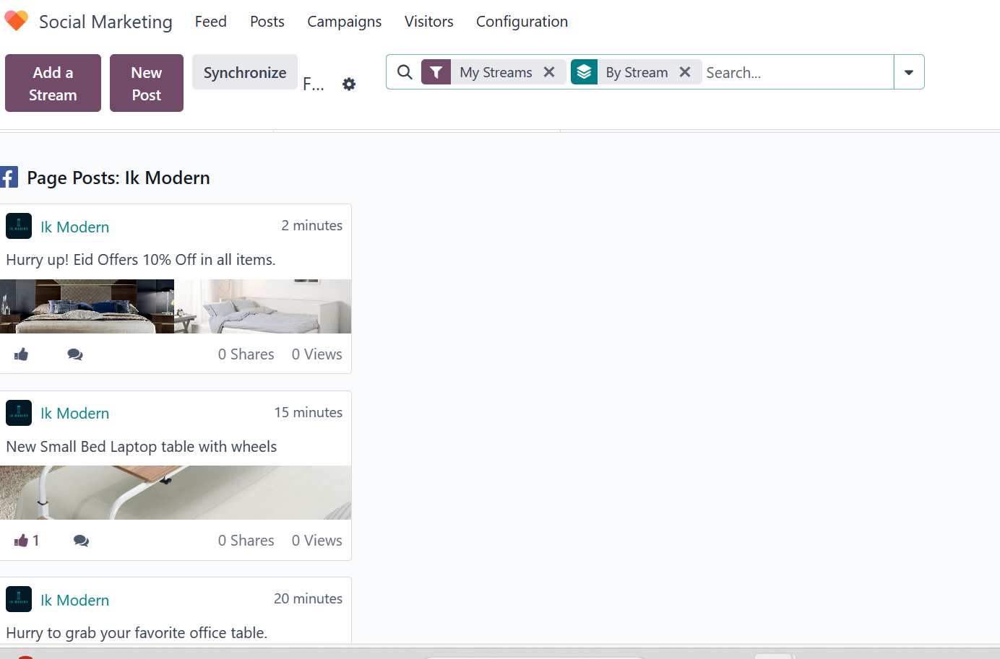 Social Marketing Feed Posts Campaigns Visitors Configuration
Add a Stream
New Post
Synchronize
F...
My Streams
By Stream
Search...
Page Posts: Ik Modern
Ik Modern 2 minutes
Hurry up! Eid Offers 10% Off in all items.
0 Shares 0 Views
Ik Modern 15 minutes
New Small Bed Laptop table with wheels
1 0 Shares 0 Views
Ik Modern 20 minutes
Hurry to grab your favorite office table.